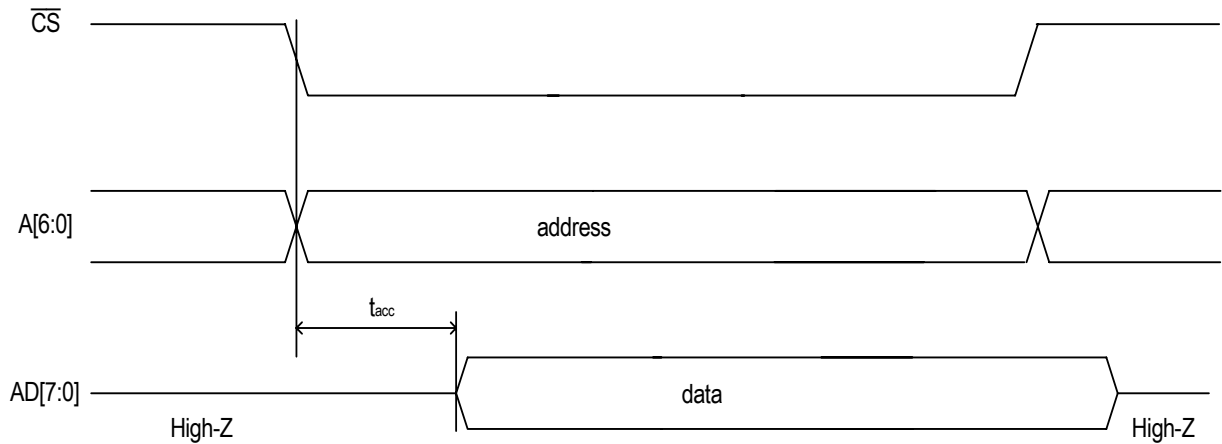 CS
A[6:0]
address
tacc
AD[7:0]
data
High-Z
High-Z